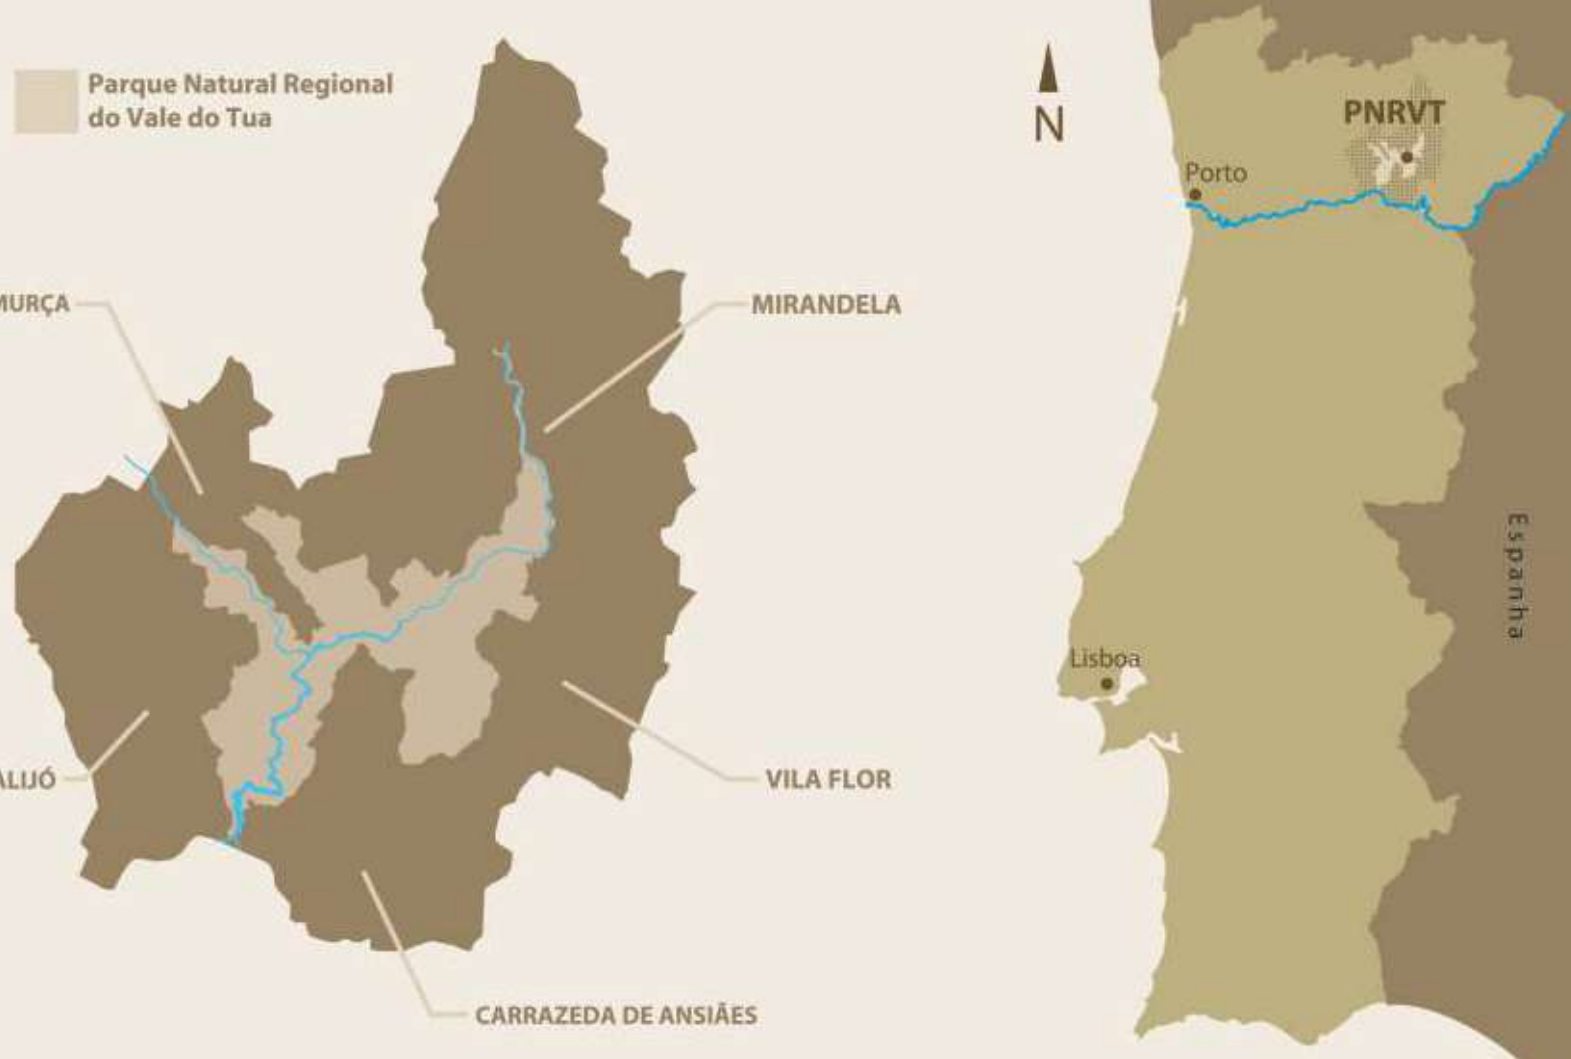 Parque Natural Regional
do Vale do Tua
MURÇA
MIRANDELA
ALIJÓ
VILA FLOR
CARRAZEDA DE ANSIÃES
N
PNRVT
Porto
Lisboa
Espanha